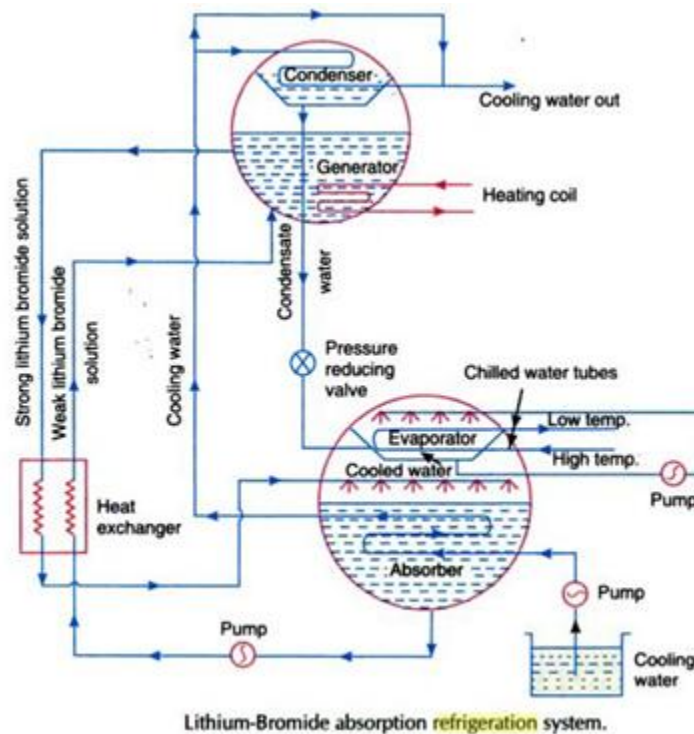 Condenser
Cooling water out
Generator
Heating coil
Strong lithium bromide solution
Weak lithium bromide
solution
Cooling water
Condensate
water
Pressure
reducing
valve
Chilled water tubes
Low temp.
Evaporator
High temp.
Cooled water
Pump
Heat
exchanger
Absorber
Pump
Pump
Cooling
water
Lithium-Bromide absorption refrigeration system.